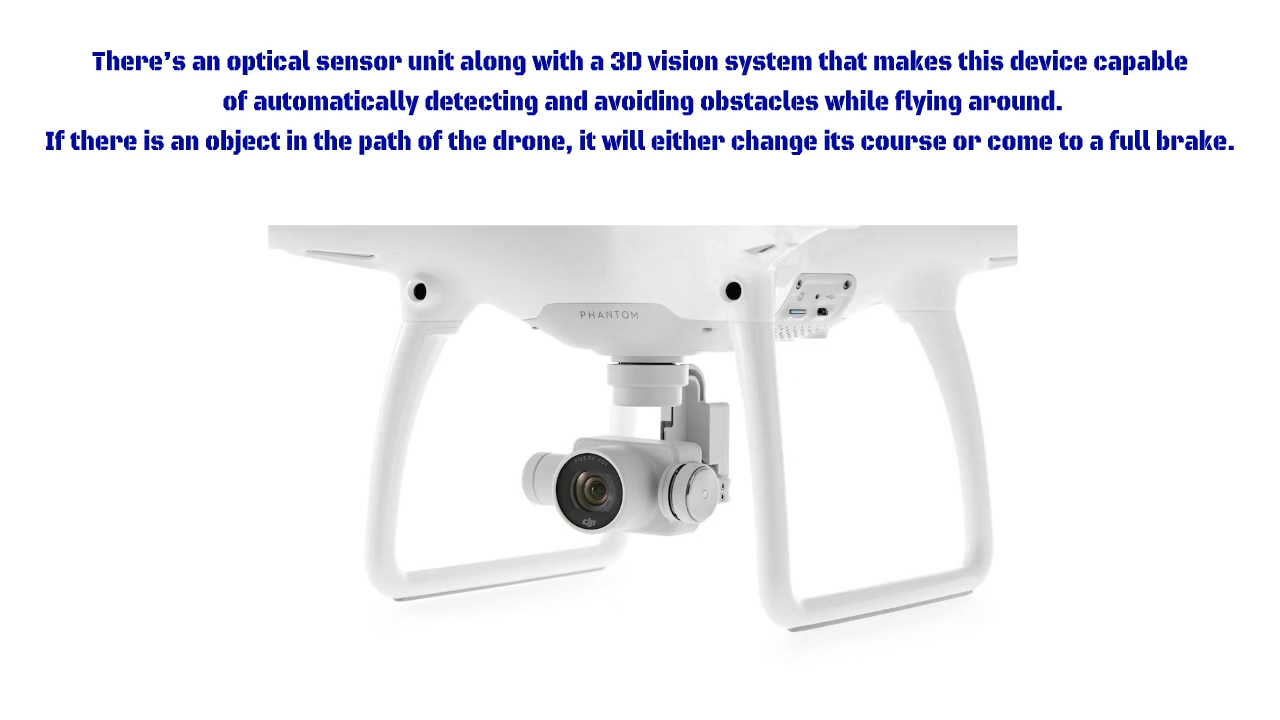 There's an optical sensor unit along with a 3D vision system that makes this device capable
of automatically detecting and avoiding obstacles while flying around.
If there is an object in the path of the drone, it will either change its course or come to a full brake.
PHANTOM
dji